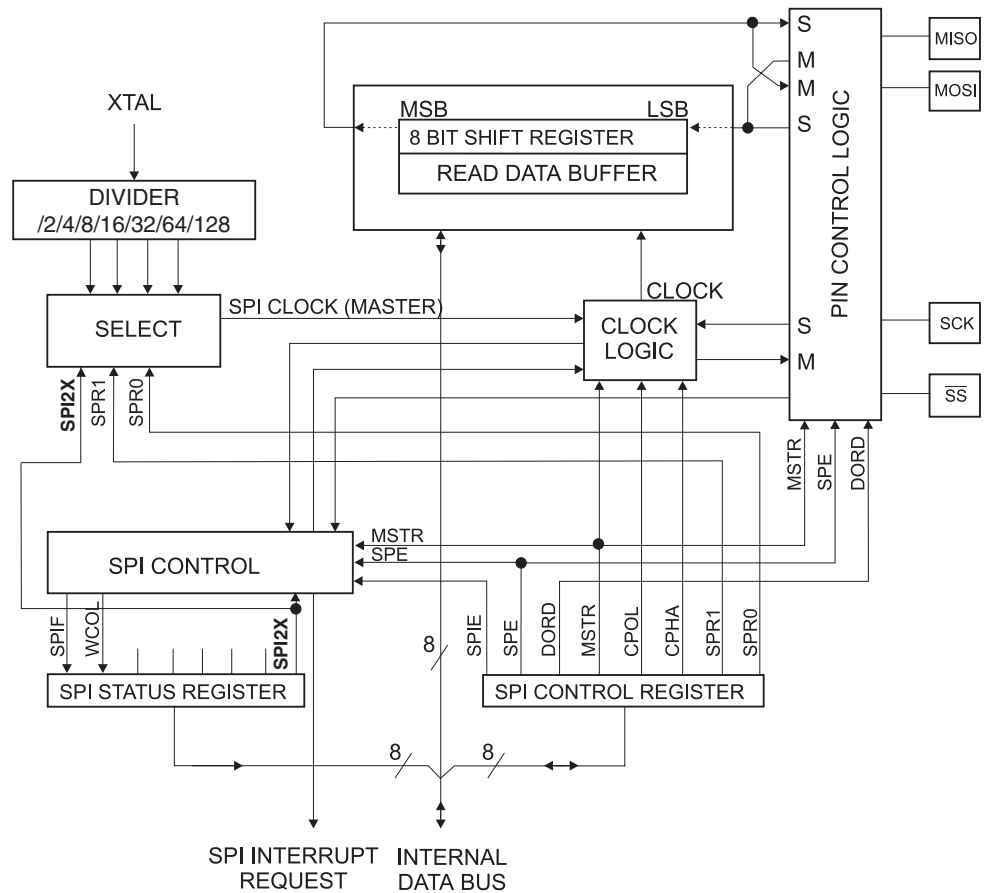 S
MISO
M
M
MOSI
S
XTAL
MSB
LSB
8 BIT SHIFT REGISTER
READ DATA BUFFER
PIN CONTROL LOGIC
DIVIDER
/2/4/8/16/32/64/128
SPI CLOCK (MASTER)
CLOCK
SELECT
CLOCK
LOGIC
S
M
SCK
SS
SPI2X
SPR1
SPR0
MSTR
SPE
DORD
MSTR
SPE
SPI CONTROL
SPIF
WCOL
SPI2X
8
SPIE
SPE
DORD
MSTR
CPOL
CPHA
SPR1
SPR0
SPI STATUS REGISTER
SPI CONTROL REGISTER
8
8
SPI INTERRUPT
REQUEST
INTERNAL
DATA BUS